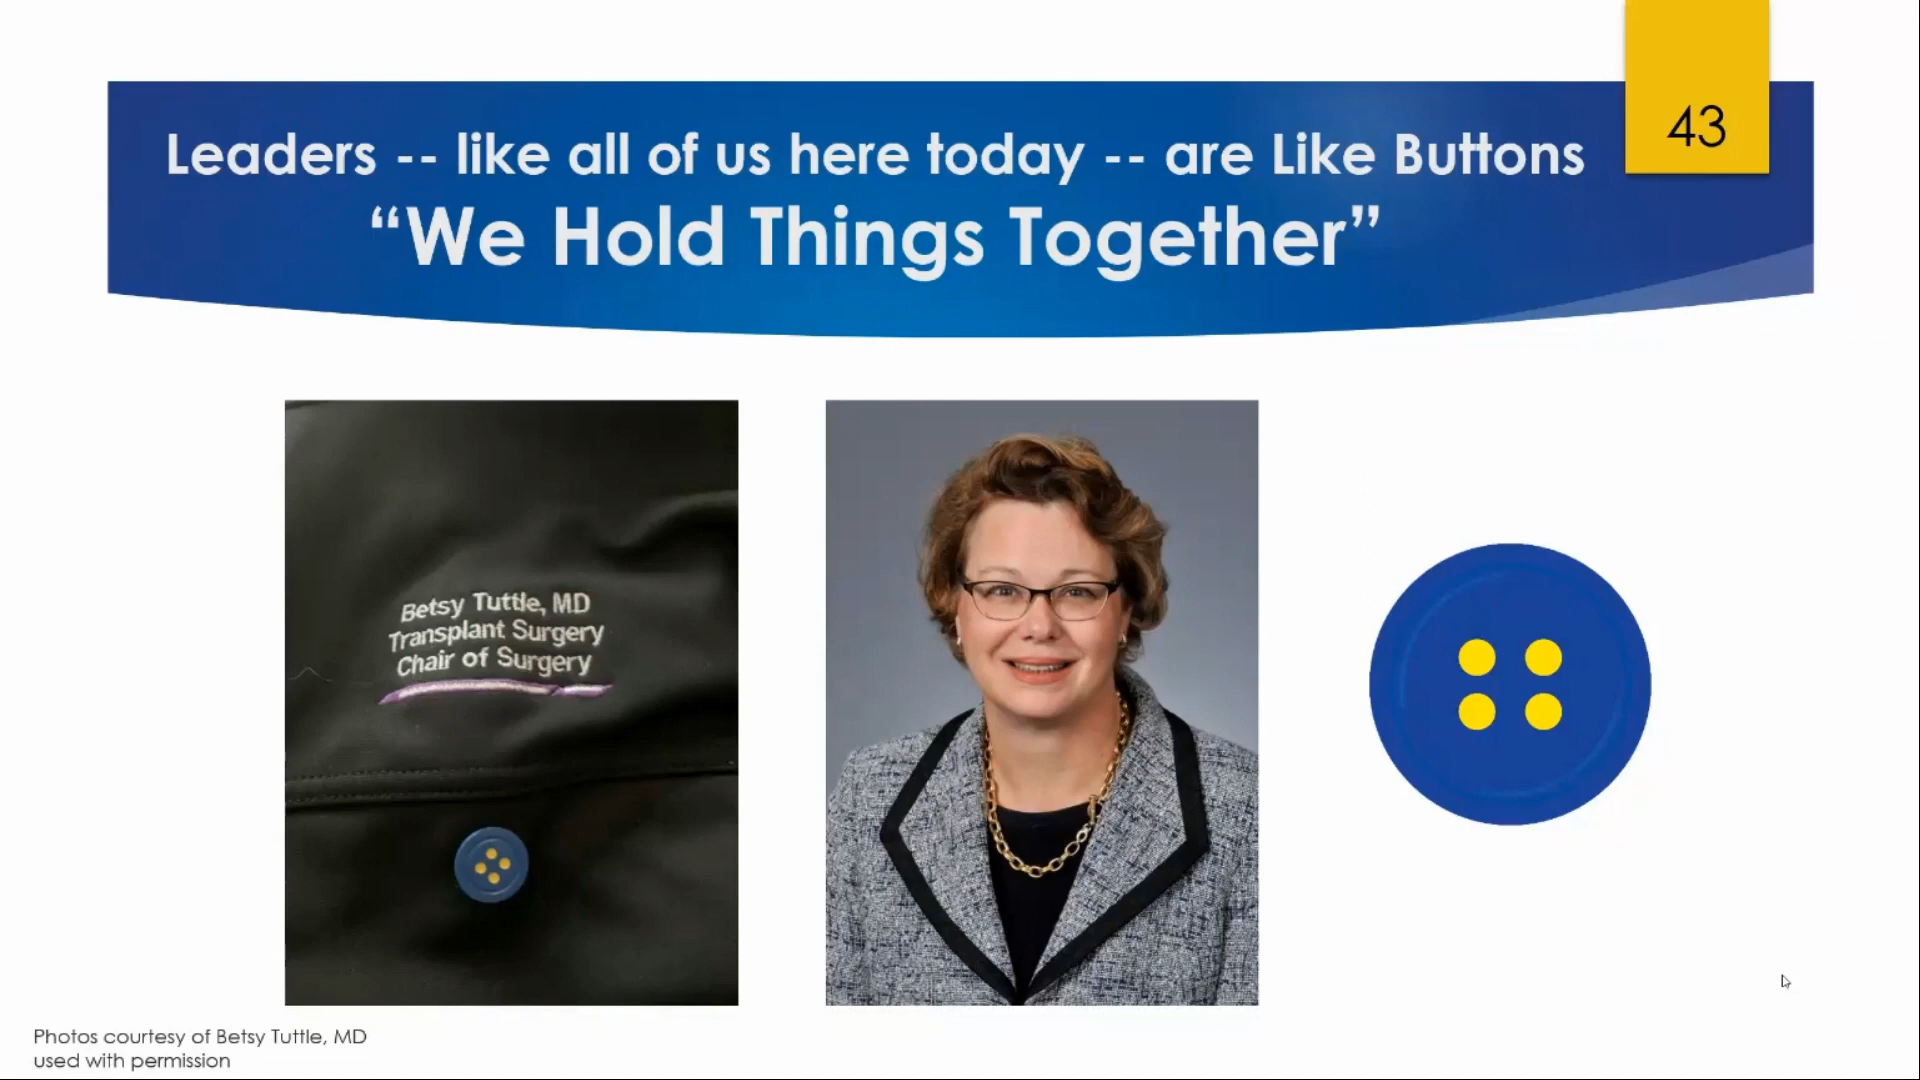 43
Leaders -- like all of us here today -- are Like Buttons
“We Hold Things Together”
Betsy Tuttle, MD
Transplant Surgery
Chair of Surgery
Photos courtesy of Betsy Tuttle, MD
used with permission